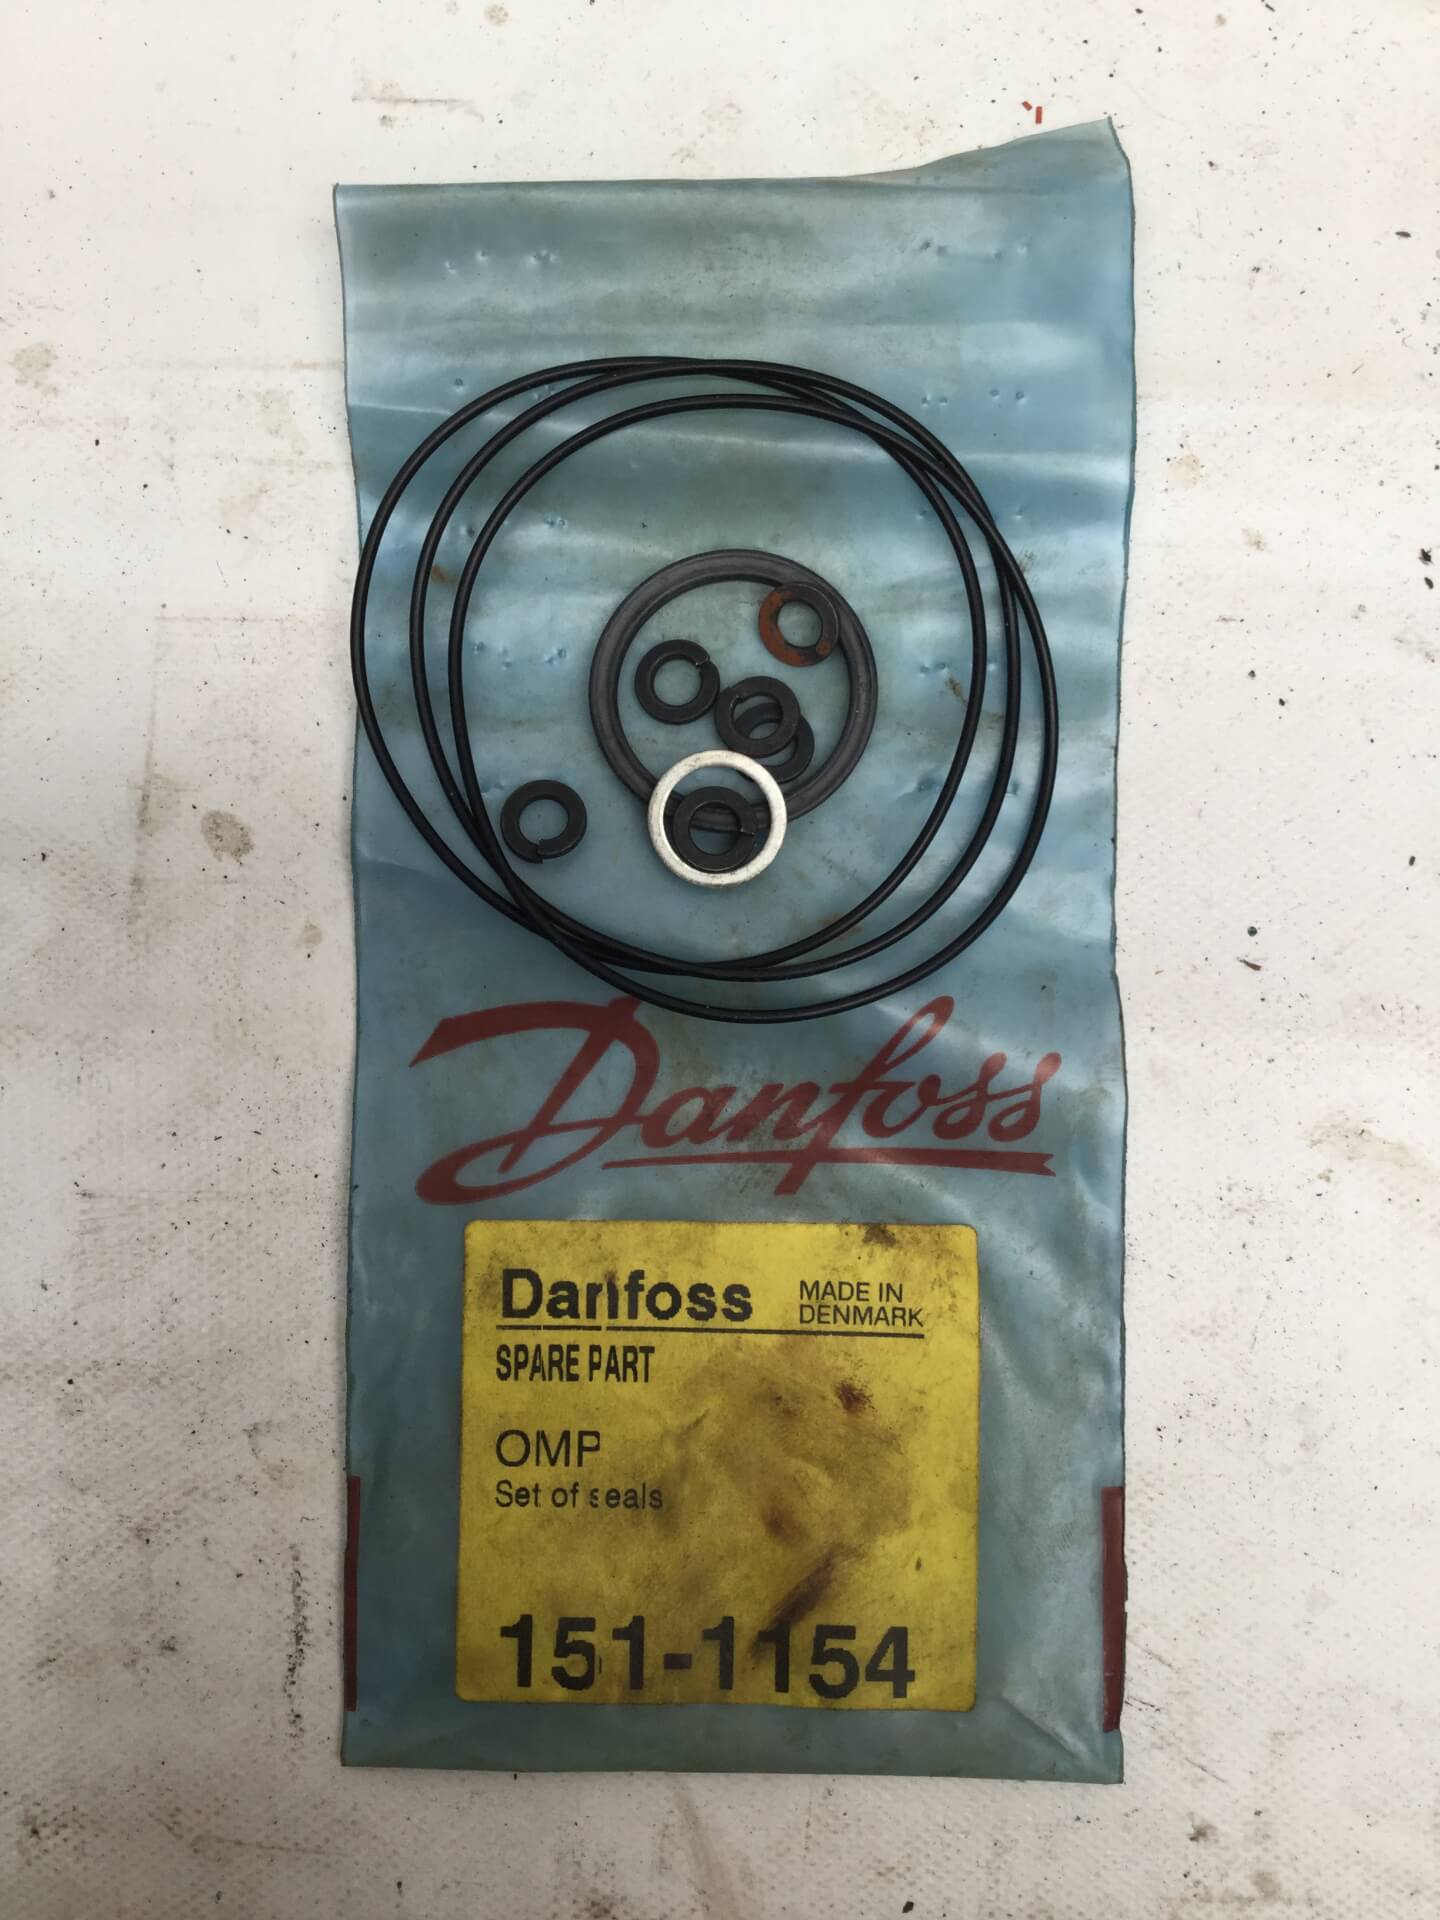 Danfoss
Danfoss
MADE IN
DENMARK
SPARE PART
OMP
Set of seals
151-1154